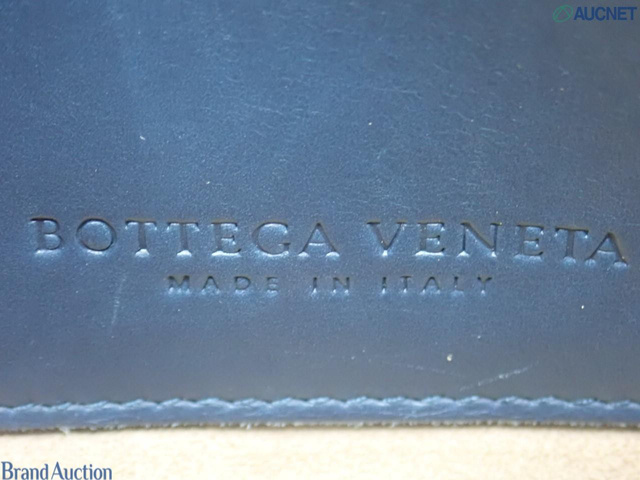 AUCNET
BOTTEGA VENETA
MADE IN ITALY
Brand Auction